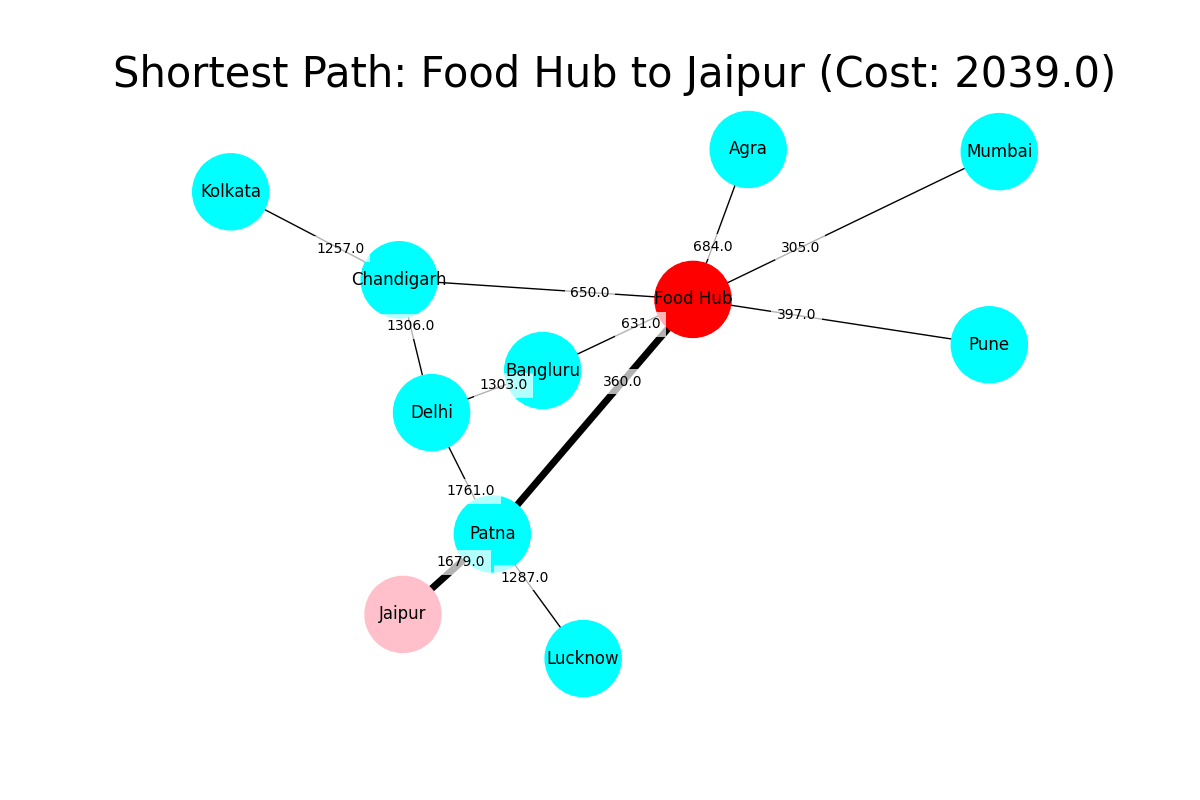 Shortest Path: Food Hub to Jaipur (Cost: 2039.0)
Agra
Mumbai
Kolkata
684.0
305.0
1257.0
Chandigarh
650.0
Food Hub
397.0
631.0
1306.0
Pune
Bangluru
360.0
1303.0
Delhi
1761.0
Patna
1679.0
1287.0
Jaipur
Lucknow